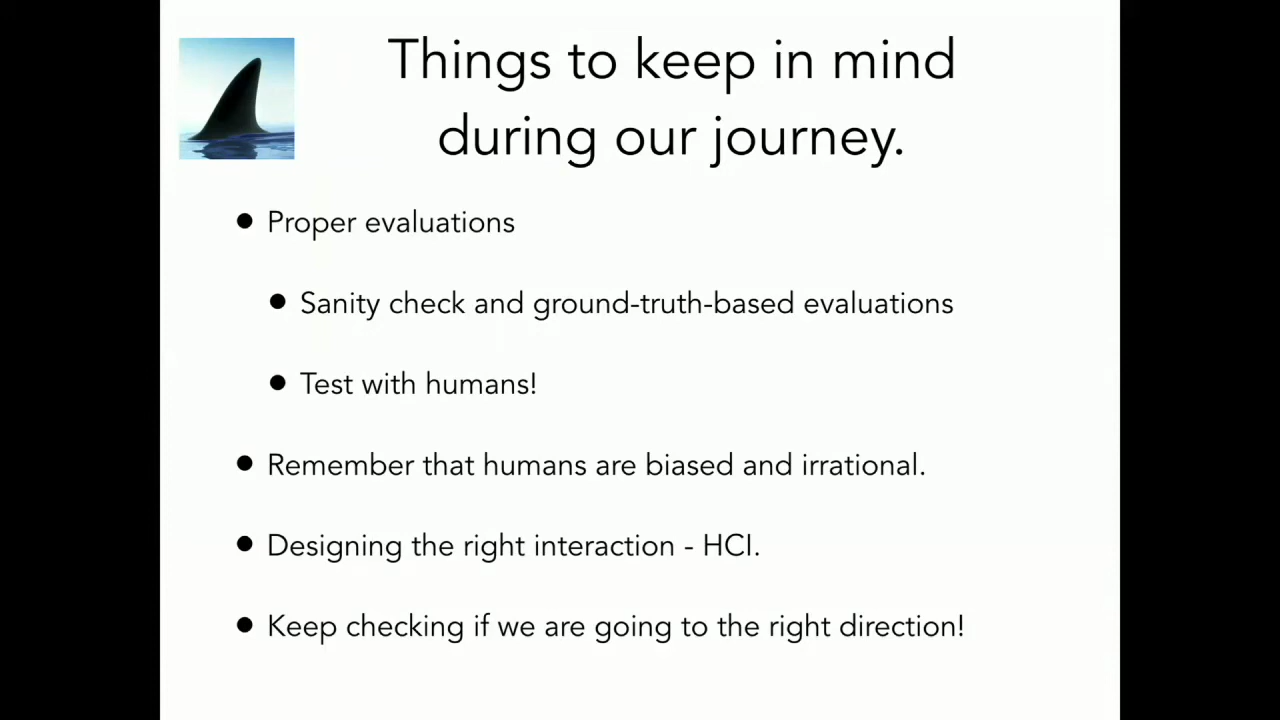 Things to keep in mind
during our journey.
• Proper evaluations
• Sanity check and ground-truth-based evaluations
• Test with humans!
• Remember that humans are biased and irrational.
• Designing the right interaction - HCI.
• Keep checking if we are going to the right direction!